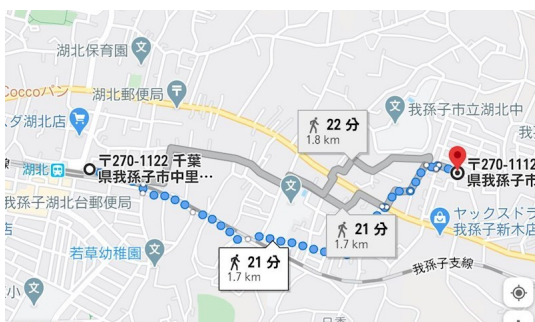 湖北保育園
湖北郵便局
Coccoパン
スダ湖北店
22 分
1.8 km
我孫子市立湖北中
我孫
湖北
〒270-1122 千葉
県我孫子市中里…
〒270-1112
県我孫子市
我孫子湖北台郵便局
店
21 分
1.7 km
ヤックスドラ
我孫子新木店
若草幼稚園
21 分
1.7 km
我孫子支線
小